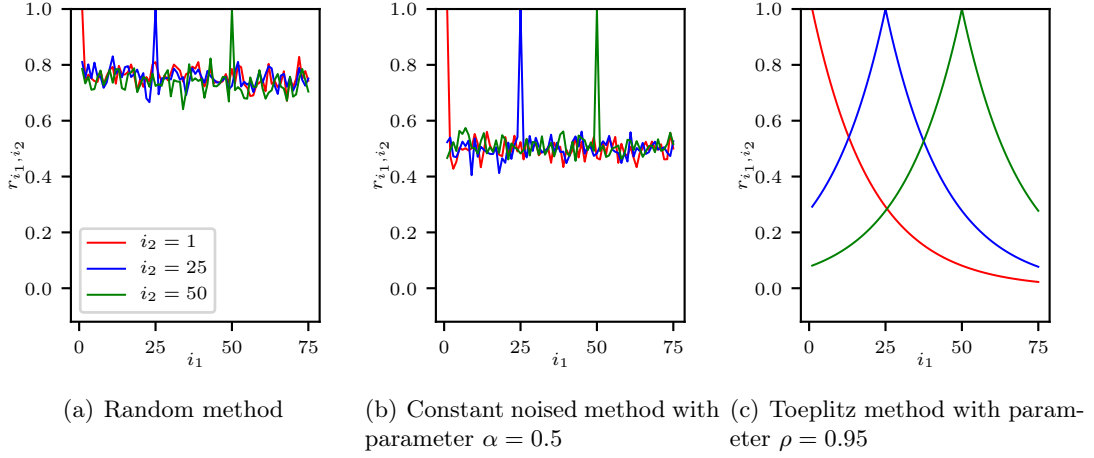 1.0
0.8
0.6
0.4
0.2
0.0
r_{i_1,i_2}
i_2 = 1
i_2 = 25
i_2 = 50
0 25 50 75
i_1
1.0
0.8
0.6
0.4
0.2
0.0
r_{i_1,i_2}
0 25 50 75
i_1
1.0
0.8
0.6
0.4
0.2
0.0
r_{i_1,i_2}
0 25 50 75
i_1
(a) Random method
(b) Constant noised method with
parameter α = 0.5
(c) Toeplitz method with param-
eter ρ = 0.95